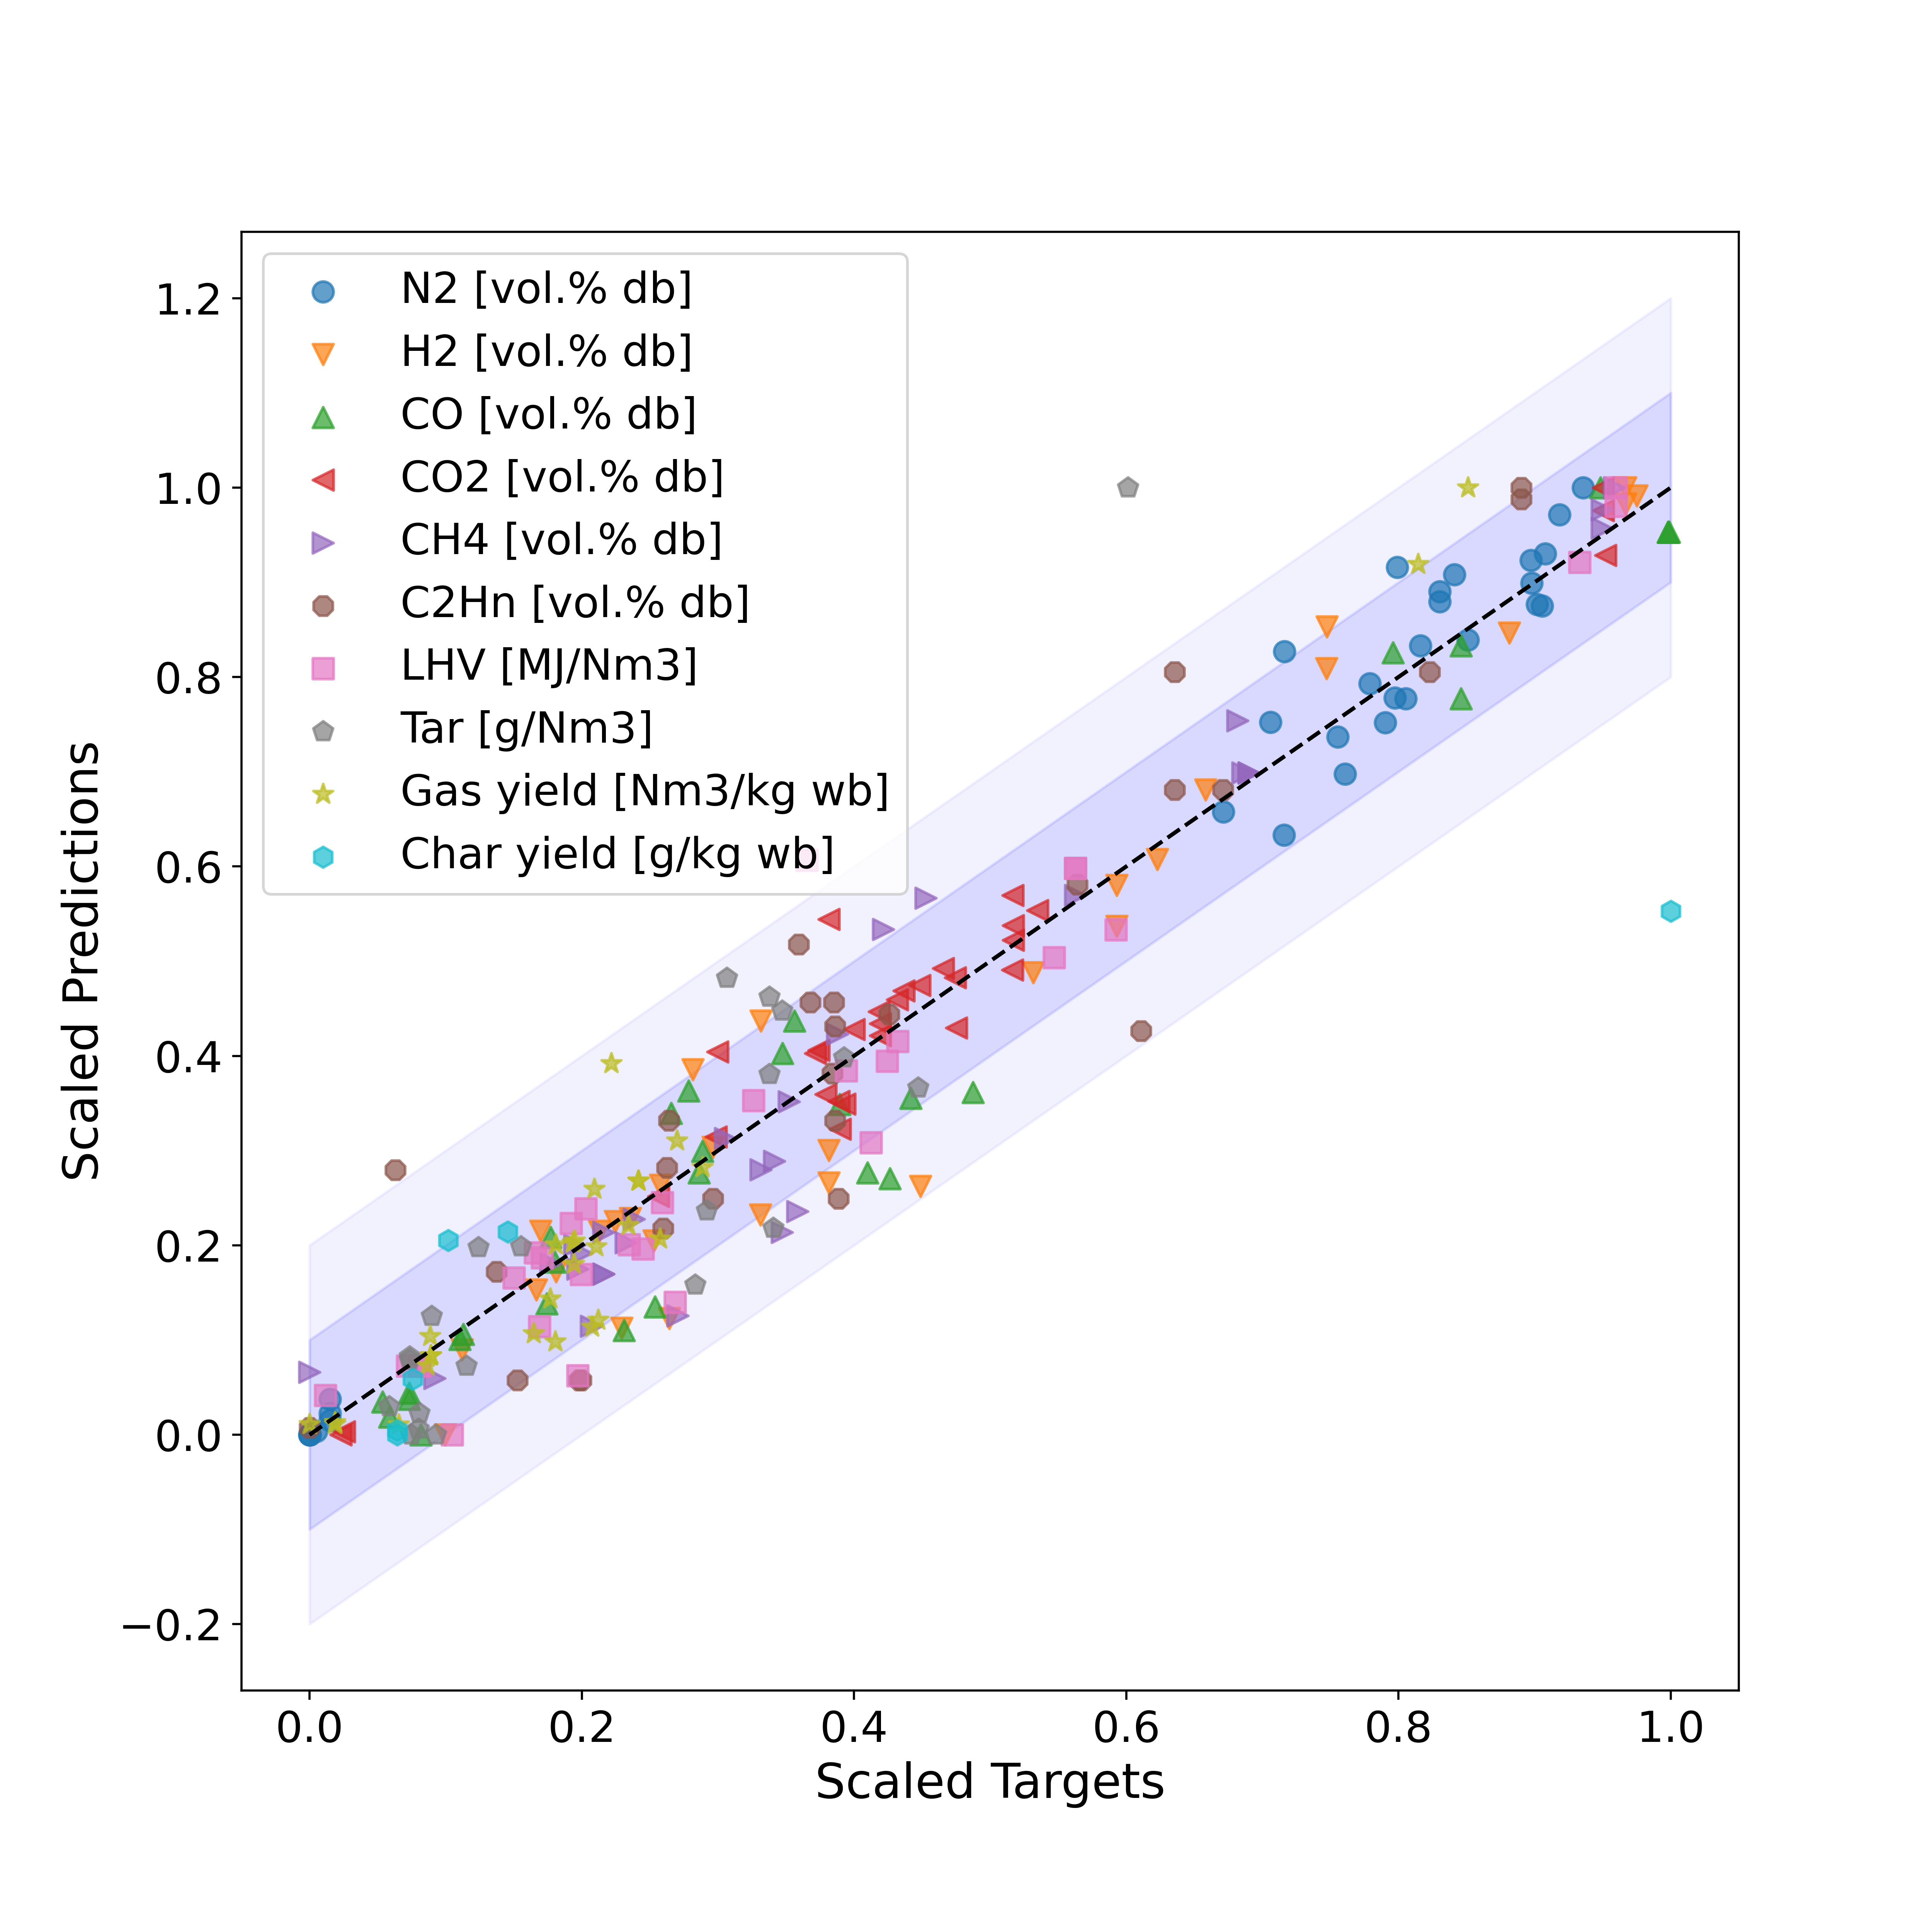 N2 [vol.% db]
H2 [vol.% db]
CO [vol.% db]
CO2 [vol.% db]
CH4 [vol.% db]
C2Hn [vol.% db]
LHV [MJ/Nm3]
Tar [g/Nm3]
Gas yield [Nm3/kg wb]
Char yield [g/kg wb]
1.2
1.0
0.8
0.6
0.4
0.2
0.0
−0.2
Scaled Predictions
0.0 0.2 0.4 0.6 0.8 1.0
Scaled Targets